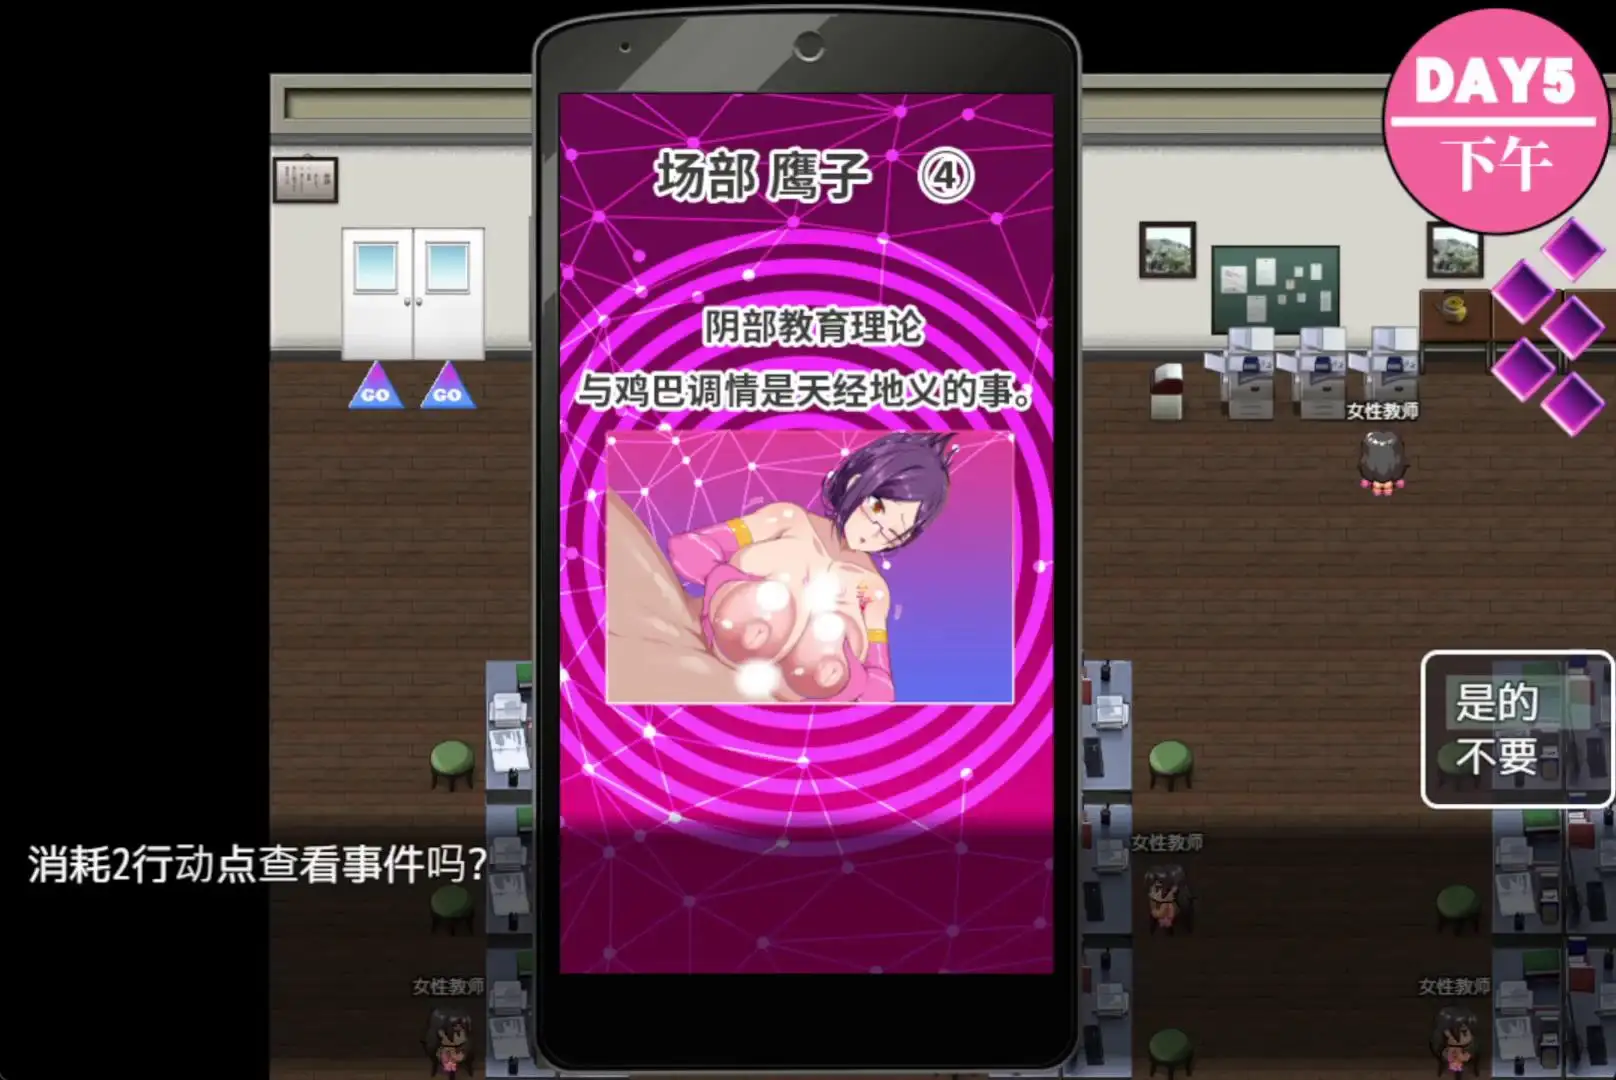 DAY5
下午
场部 鹰子 ④
阴部教育理论
与鸡巴调情是天经地义的事。
GO
GO
女性教师
是的
不要
女性教师
消耗2行动点查看事件吗?
女性教师
女性教师